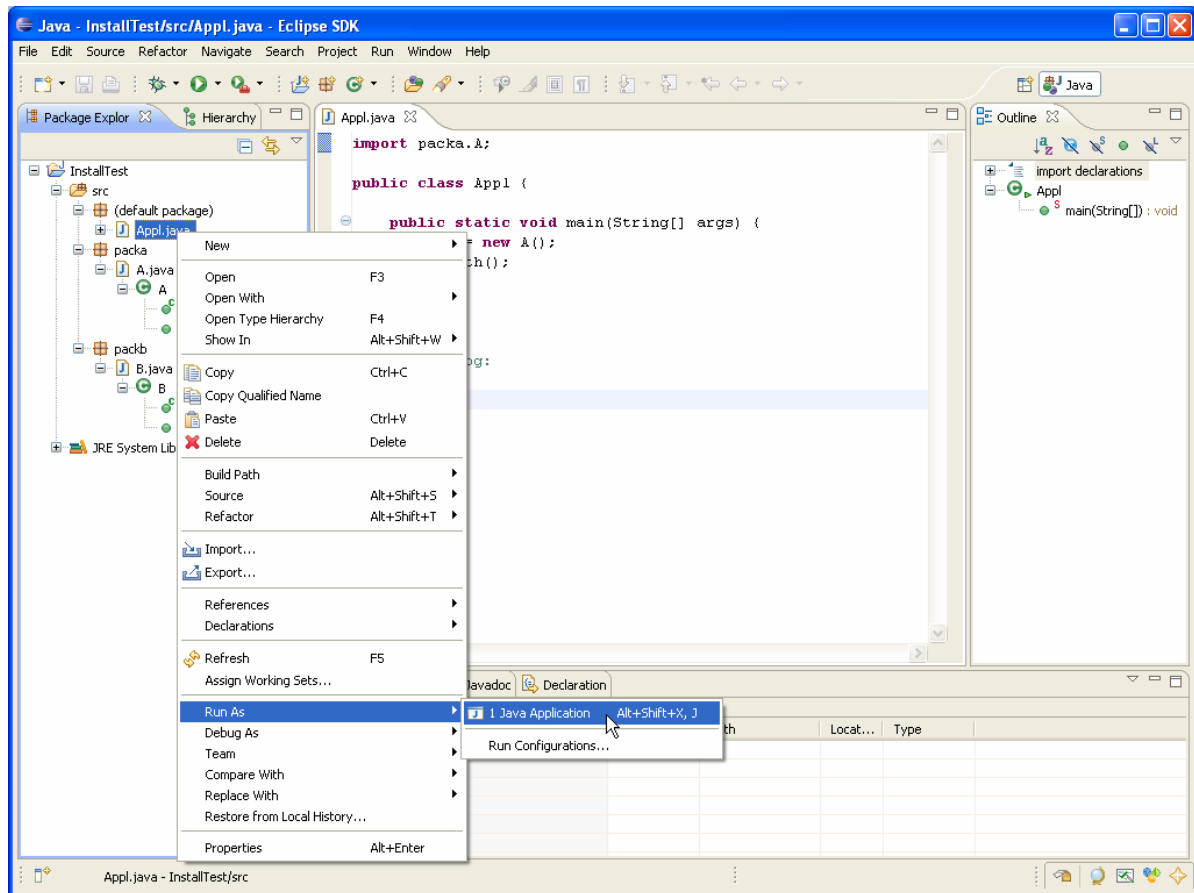 Java - InstallTest/src/Appl.java - Eclipse SDK
File Edit Source Refactor Navigate Search Project Run Window Help
Java
Package Explor
Hierarchy
InstallTest
src
(default package)
Appl.java
packa
A.java
A
packb
B.java
B
JRE System Lib
Appl.java
import packa.A;
public class Appl {
public static void main(String[] args) {
= new A();
th();
og:
Outline
import declarations
Appl
main(String[]) : void
New
Open F3
Open With
Open Type Hierarchy F4
Show In Alt+Shift+W
Copy Ctrl+C
Copy Qualified Name
Paste Ctrl+V
Delete Delete
Build Path
Source Alt+Shift+S
Refactor Alt+Shift+T
Import...
Export...
References
Declarations
Refresh F5
Assign Working Sets...
Run As
Debug As
Team
Compare With
Replace With
Restore from Local History...
Properties Alt+Enter
1 Java Application Alt+Shift+X, J
Run Configurations...
Javadoc
Declaration
th Locat... Type
Appl.java - InstallTest/src